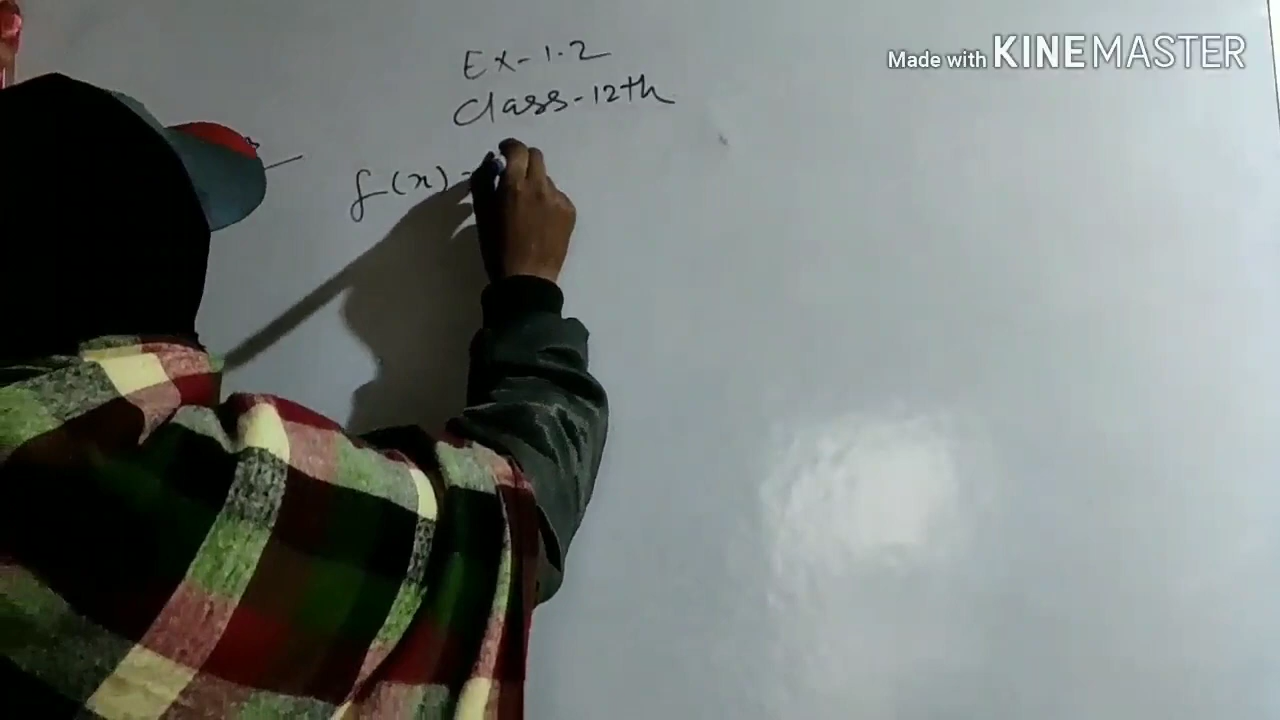 Made with KINEMASTER
Ex-1.2
Class-12th
f(x) =